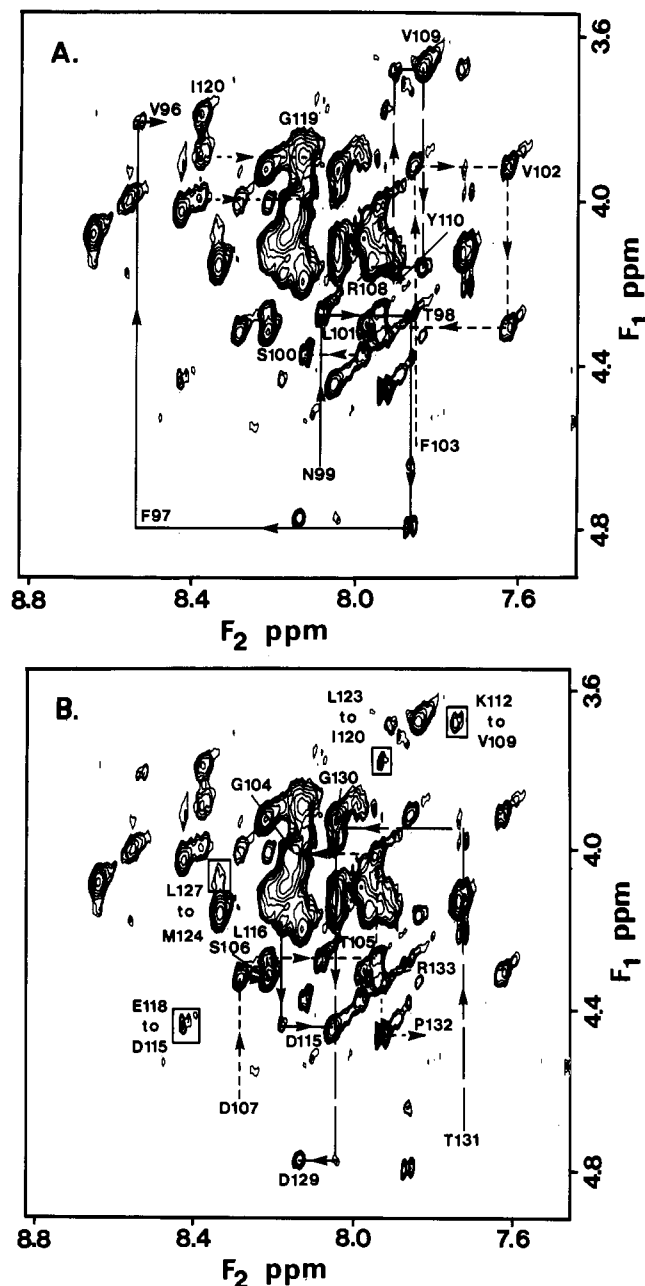 A.
V109
3.6
I120
V96
G119
V102
4.0
Y110
R108
T98
L101
S100
4.4
F103
N99
F97
4.8
8.8
8.4
8.0
7.6
F2 ppm
F1 ppm
B.
3.6
L123
to
I120
K112
to
V109
G104
G130
4.0
L127
to
M124
L116
S106
T105
R133
4.4
E118
to
D115
D115
P132
D107
T131
4.8
D129
8.8
8.4
8.0
7.6
F2 ppm
F1 ppm